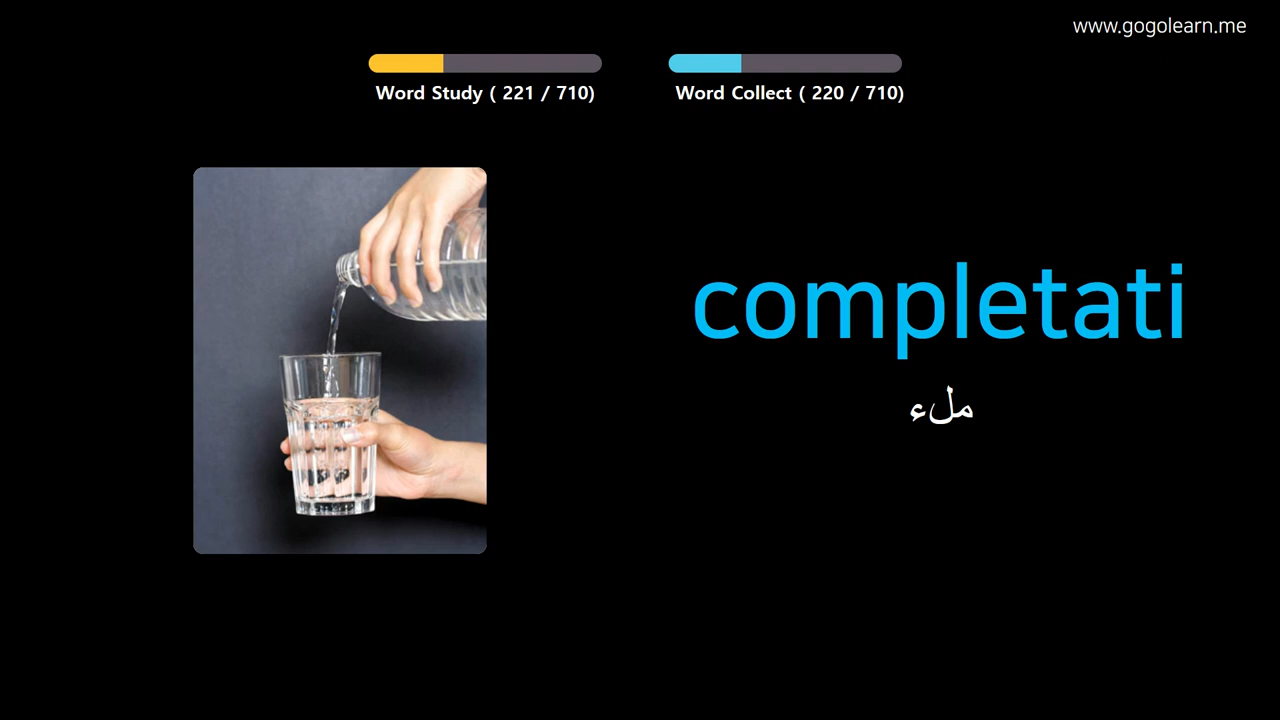 www.gogolearn.me
Word Study ( 221 / 710)
Word Collect ( 220 / 710)
completati
ملء